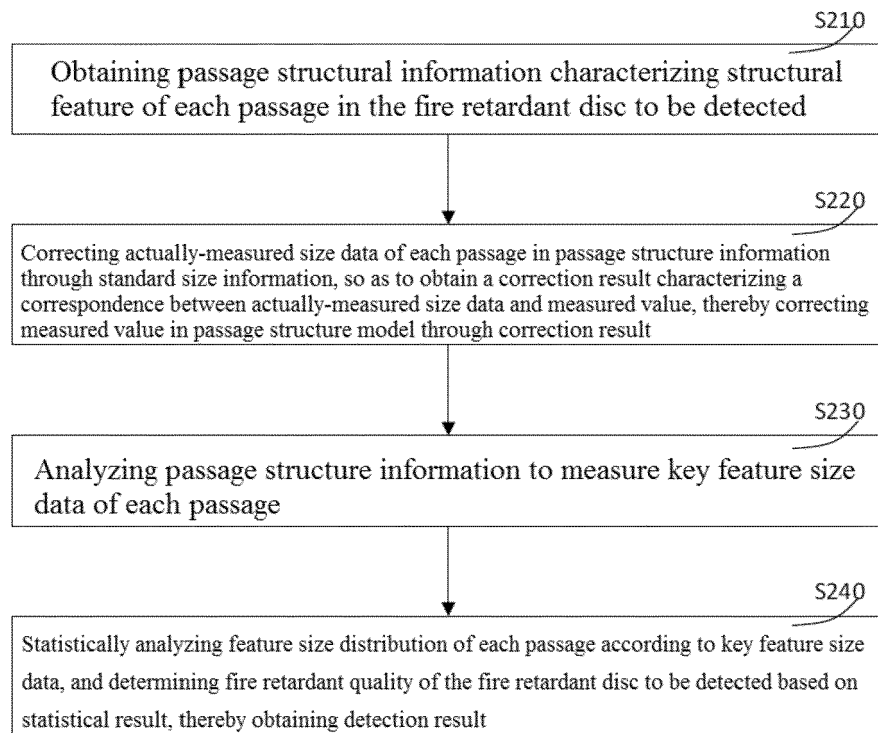 S210
Obtaining passage structural information characterizing structural
feature of each passage in the fire retardant disc to be detected
S220
Correcting actually-measured size data of each passage in passage structure information
through standard size information, so as to obtain a correction result characterizing a
correspondence between actually-measured size data and measured value, thereby correcting
measured value in passage structure model through correction result
S230
Analyzing passage structure information to measure key feature size
data of each passage
S240
Statistically analyzing feature size distribution of each passage according to key feature size
data, and determining fire retardant quality of the fire retardant disc to be detected based on
statistical result, thereby obtaining detection result